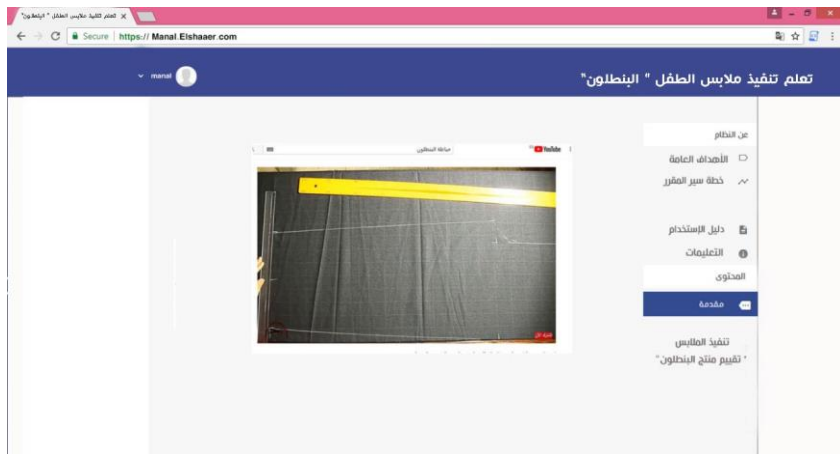 تعلم تنفيذ ملابس الطفل " البنطلون"
Secure https:// Manal.Elshaaer.com
تعلم تنفيذ ملابس الطفل " البنطلون"
manal
عن النظام
الأهداف العامة
خطة سير المقرر
دليل الإستخدام
التعليمات
المحتوى
مقدمة
تنفيذ الملابس
" تقييم منتج البنطلون"
YouTube